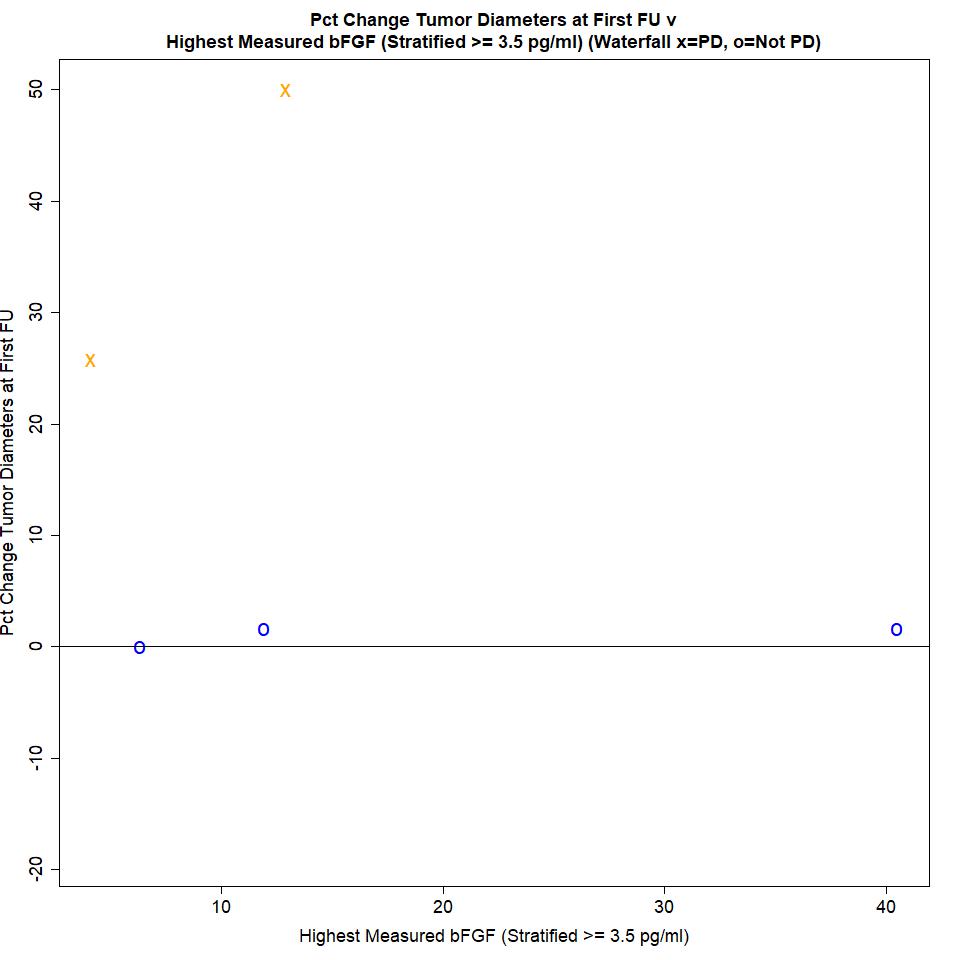 Pct Change Tumor Diameters at First FU v
Highest Measured bFGF (Stratified >= 3.5 pg/ml) (Waterfall x=PD, o=Not PD)
Pct Change Tumor Diameters at First FU
50
40
30
20
10
0
-10
-20
X
X
O
O
O
10 20 30 40
Highest Measured bFGF (Stratified >= 3.5 pg/ml)